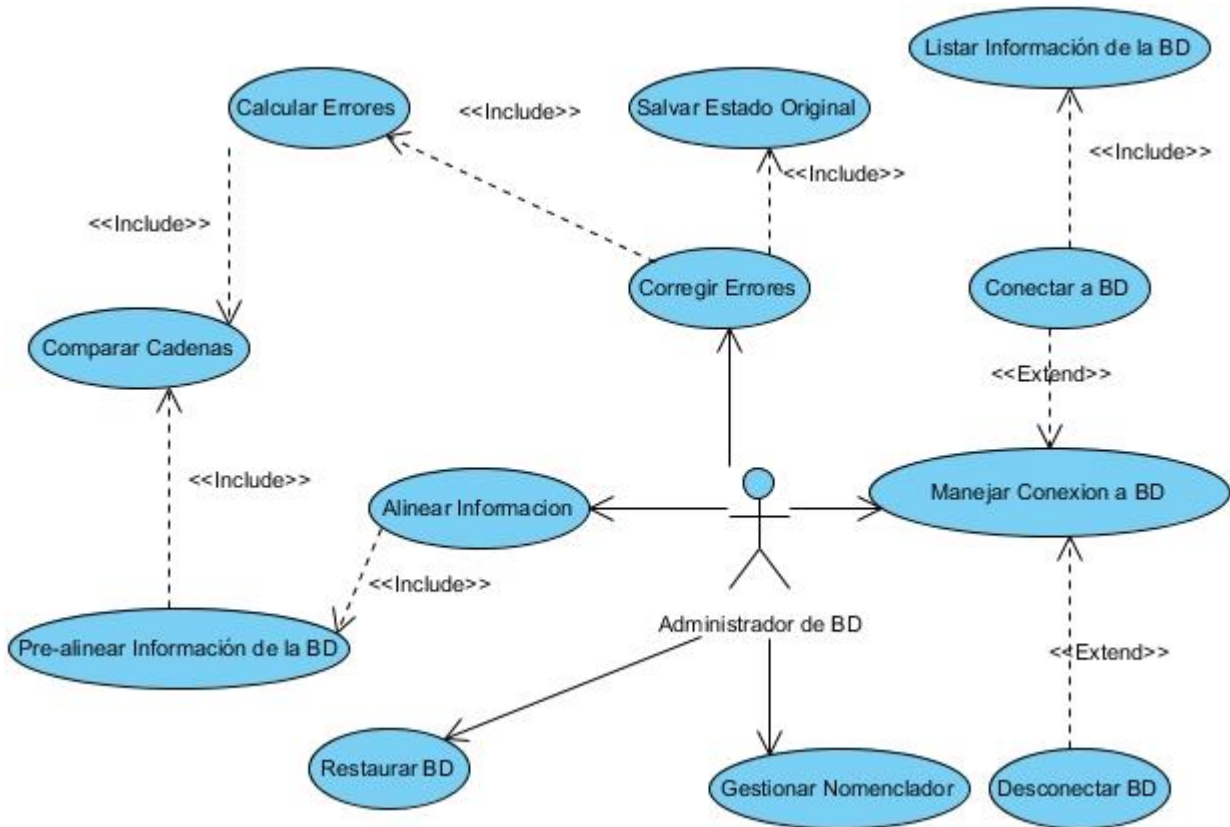 Listar Información de la BD
Calcular Errores
<<Include>>
Salvar Estado Original
<<Include>>
<<Include>>
<<Include>>
Corregir Errores
Conectar a BD
Comparar Cadenas
<<Extend>>
<<Include>>
Alinear Informacion
Manejar Conexion a BD
<<Include>>
Administrador de BD
Pre-alinear Información de la BD
<<Extend>>
Restaurar BD
Gestionar Nomenclador
Desconectar BD